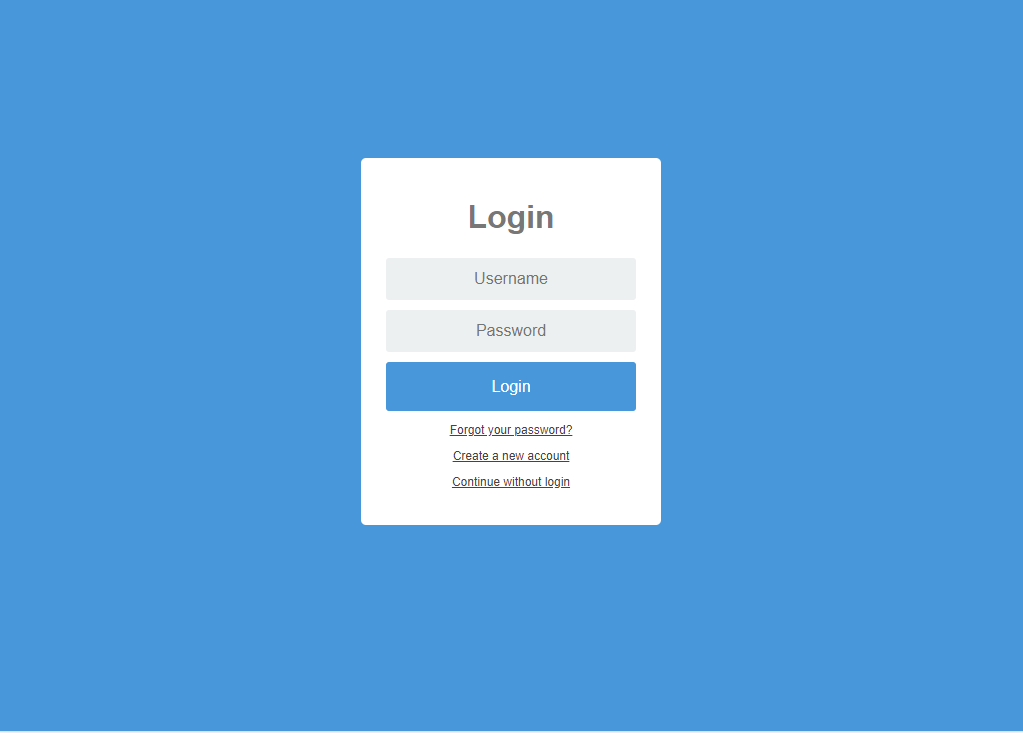 Login
Username
Password
Login
Forgot your password?
Create a new account
Continue without login